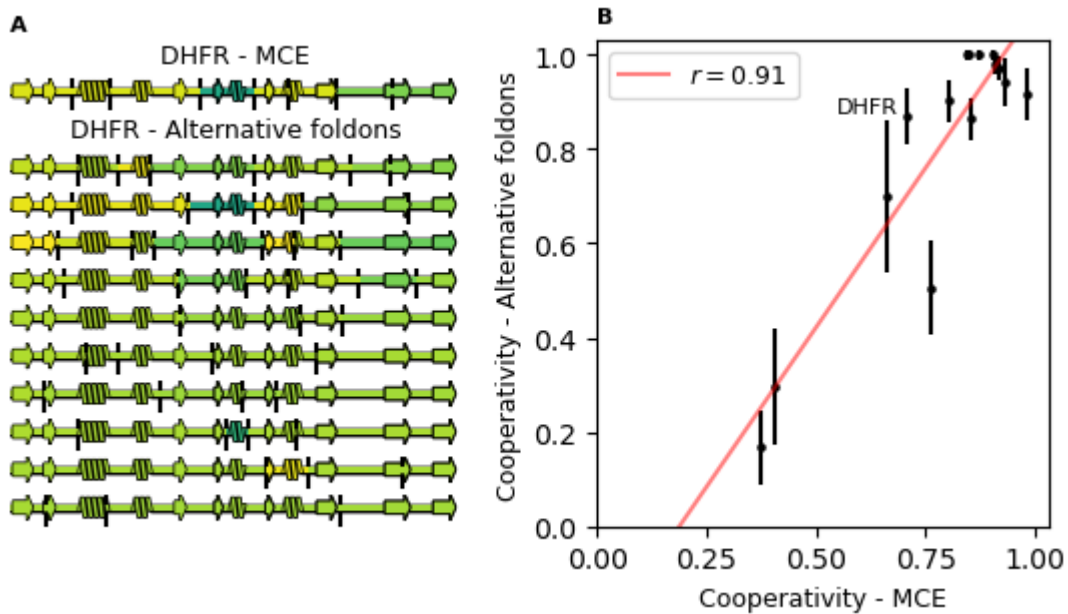 A
DHFR - MCE
DHFR - Alternative foldons
B
r = 0.91
DHFR
Cooperativity - Alternative foldons
1.0
0.8
0.6
0.4
0.2
0.0
0.00 0.25 0.50 0.75 1.00
Cooperativity - MCE